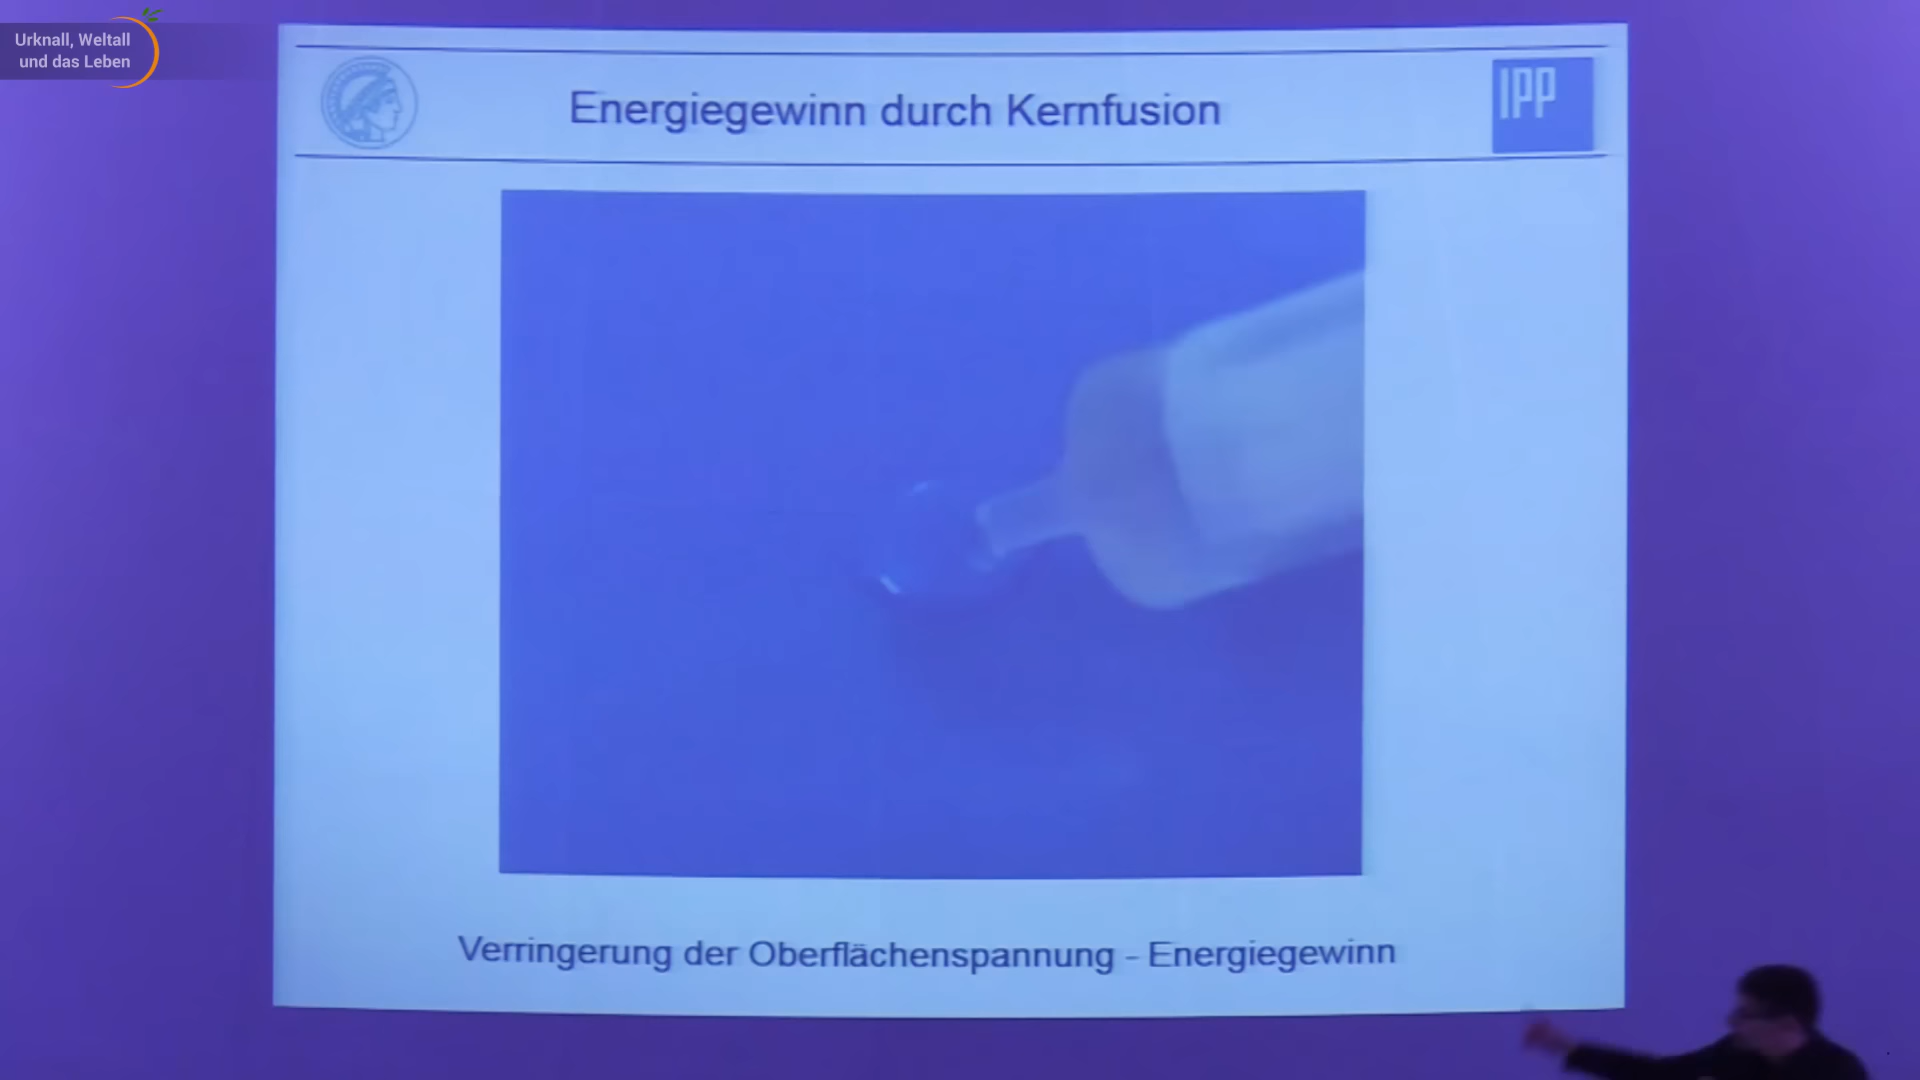 Urknall, Weltall
und das Leben
Energiegewinn durch Kernfusion
IPP
Verringerung der Oberflächenspannung - Energiegewinn